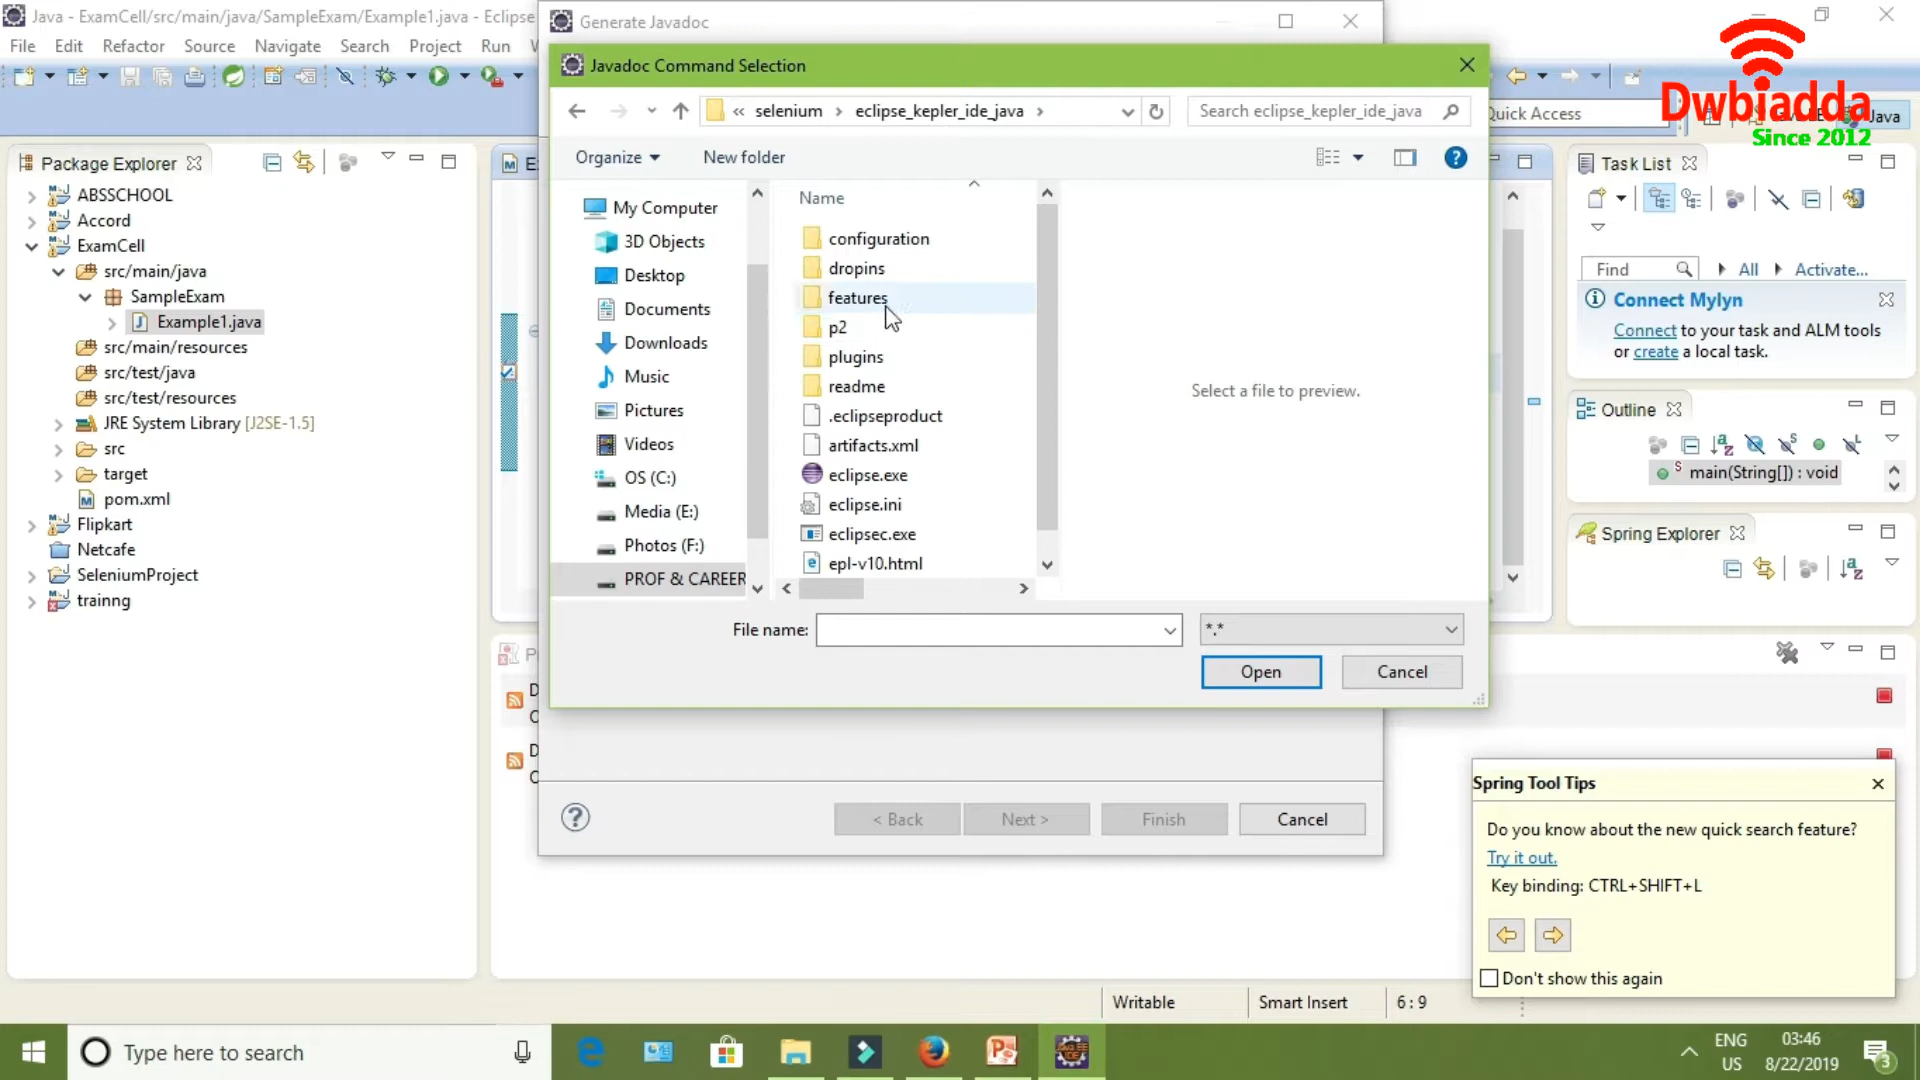 Java - ExamCell/src/main/java/SampleExam/Example1.java - Eclipse
Generate Javadoc
File Edit Refactor Source Navigate Search Project Run
Javadoc Command Selection
« selenium › eclipse_kepler_ide_java ›
Search eclipse_kepler_ide_java
Quick Access
Java
Dwbiadda
Since 2012
Organize
New folder
Package Explorer
ABSSCHOOL
Accord
ExamCell
src/main/java
SampleExam
Example1.java
src/main/resources
src/test/java
src/test/resources
JRE System Library [J2SE-1.5]
src
target
pom.xml
Flipkart
Netcafe
SeleniumProject
trainng
My Computer
3D Objects
Desktop
Documents
Downloads
Music
Pictures
Videos
OS (C:)
Media (E:)
Photos (F:)
PROF & CAREER
Name
configuration
dropins
features
p2
plugins
readme
.eclipseproduct
artifacts.xml
eclipse.exe
eclipse.ini
eclipsec.exe
epl-v10.html
Select a file to preview.
File name:
*.*
Open
Cancel
Task List
Find
All
Activate...
Connect Mylyn
Connect to your task and ALM tools
or create a local task.
Outline
main(String[]) : void
Spring Explorer
< Back
Next >
Finish
Cancel
Spring Tool Tips
Do you know about the new quick search feature?
Try it out.
Key binding: CTRL+SHIFT+L
Don't show this again
Writable
Smart Insert
6 : 9
Type here to search
ENG
US
03:46
8/22/2019
3